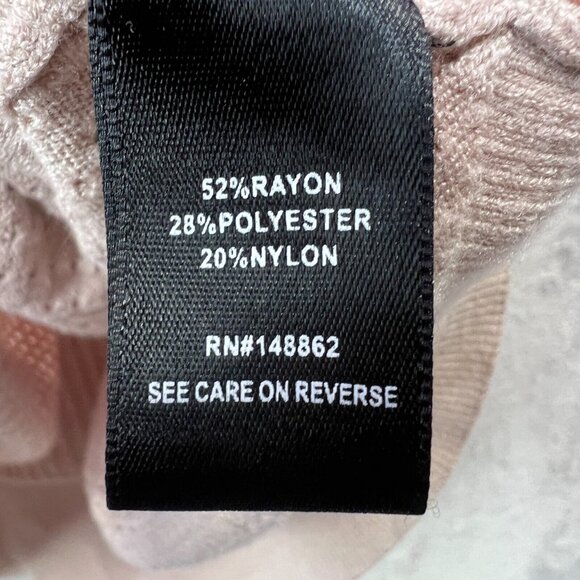 52%RAYON
28%POLYESTER
20%NYLON
RN#148862
SEE CARE ON REVERSE